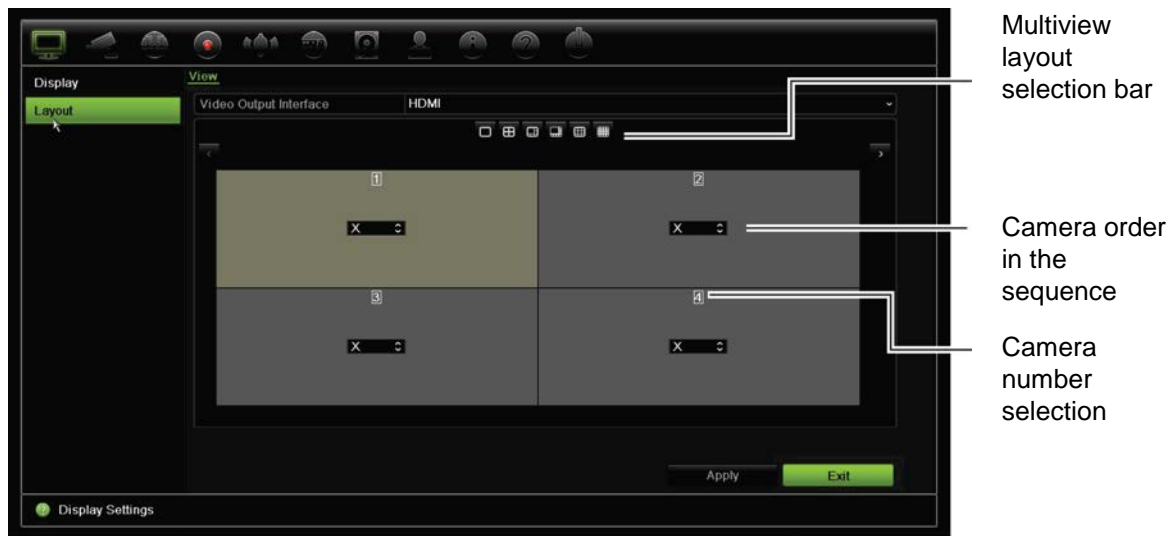 Display
Layout
View
Video Output Interface HDMI
1
2
X
X
3
4
X
X
Apply
Exit
Display Settings
Multiview
layout
selection bar
Camera order
in the
sequence
Camera
number
selection